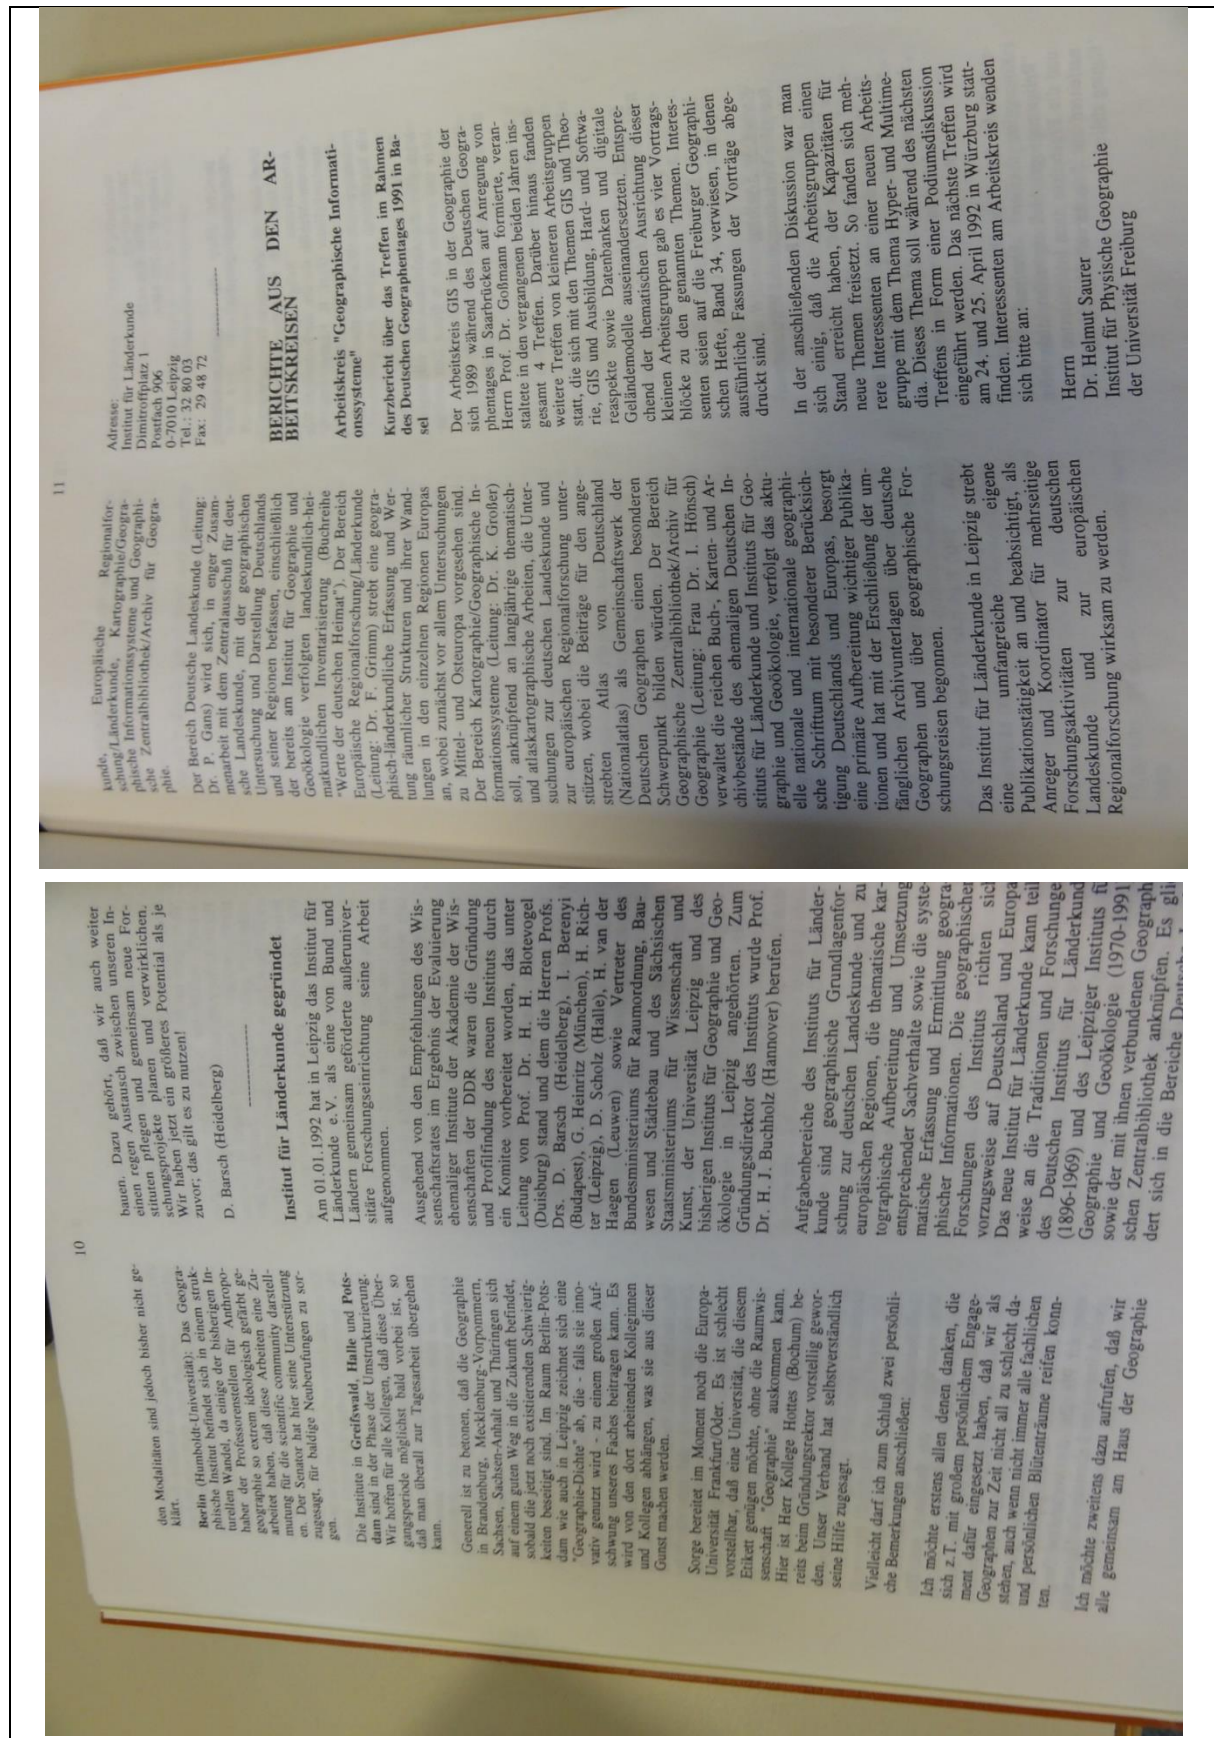 11
kunde, Europäische Regionalfor-
schung/Länderkunde, Kartographie/Geogra-
phische Informationssysteme und Geographi-
sche Zentralbibliothek/Archiv für Geogra-
phie.
Der Bereich Deutsche Landeskunde (Leitung:
Dr. P. Gans) wird sich, in enger Zusam-
menarbeit mit dem Zentralausschuß für deut-
sche Landeskunde, mit der geographischen
Untersuchung und Darstellung Deutschlands
und seiner Regionen befassen, einschließlich
der bereits am Institut für Geographie und
Geoökologie verfolgten landeskundlich-hei-
matkundlichen Inventarisierung (Buchreihe
"Werte der deutschen Heimat"). Der Bereich
Europäische Regionalforschung/Länderkunde
(Leitung: Dr. F. Grimm) strebt eine geogra-
phisch-länderkundliche Erfassung und Wer-
tung räumlicher Strukturen und ihrer Wand-
lungen in den einzelnen Regionen Europas
an, wobei zunächst vor allem Untersuchungen
zu Mittel- und Osteuropa vorgesehen sind.
Der Bereich Kartographie/Geographische In-
formationssysteme (Leitung: Dr. K. Großer)
soll, anknüpfend an langjährige thematisch-
und atlaskartographische Arbeiten, die Unter-
suchungen zur deutschen Landeskunde und
zur europäischen Regionalforschung unter-
stützen, wobei die Beiträge für den ange-
strebten Atlas von Deutschland
(Nationalatlas) als Gemeinschaftswerk der
Deutschen Geographen einen besonderen
Schwerpunkt bilden würden. Der Bereich
Geographische Zentralbibliothek/Archiv für
Geographie (Leitung: Frau Dr. I. Hönsch)
verwaltet die reichen Buch-, Karten- und Ar-
chivbestände des ehemaligen Deutschen In-
stituts für Länderkunde und Instituts für Geo-
graphie und Geoökologie, verfolgt das aktu-
elle nationale und internationale geographi-
sche Schrifttum mit besonderer Berücksich-
tigung Deutschlands und Europas, besorgt
eine primäre Aufbereitung wichtiger Publika-
tionen und hat mit der Erschließung der um-
fänglichen Archivunterlagen über deutsche
Geographen und über geographische For-
schungsreisen begonnen.
Das Institut für Länderkunde in Leipzig strebt
eine umfangreiche eigene
Publikationstätigkeit an und beabsichtigt, als
Anreger und Koordinator für mehrseitige
Forschungsaktivitäten zur deutschen
Landeskunde und zur europäischen
Regionalforschung wirksam zu werden.
Adresse:
Institut für Länderkunde
Dimitroffplatz 1
Postfach 906
0-7010 Leipzig
Tel.: 32 80 03
Fax: 29 48 72
----------------
BERICHTE AUS DEN AR-
BEITSKREISEN
Arbeitskreis "Geographische Informati-
onssysteme"
Kurzbericht über das Treffen im Rahmen
des Deutschen Geographentages 1991 in Ba-
sel
Der Arbeitskreis GIS in der Geographie der
sich 1989 während des Deutschen Geogra-
phentages in Saarbrücken auf Anregung von
Herrn Prof. Dr. Goßmann formierte, veran-
staltete in den vergangenen beiden Jahren ins-
gesamt 4 Treffen. Darüber hinaus fanden
weitere Treffen von kleineren Arbeitsgruppen
statt, die sich mit den Themen GIS und Theo-
rie, GIS und Ausbildung, Hard- und Softwa-
reaspekte sowie Datenbanken und digitale
Geländemodelle auseinandersetzten. Entspre-
chend der thematischen Ausrichtung dieser
kleinen Arbeitsgruppen gab es vier Vortrags-
blöcke zu den genannten Themen. Interes-
senten seien auf die Freiburger Geographi-
schen Hefte, Band 34, verwiesen, in denen
ausführliche Fassungen der Vorträge abge-
druckt sind.
In der anschließenden Diskussion war man
sich einig, daß die Arbeitsgruppen einen
Stand erreicht haben, der Kapazitäten für
neue Themen freisetzt. So fanden sich meh-
rere Interessenten an einer neuen Arbeits-
gruppe mit dem Thema Hyper- und Multime-
dia. Dieses Thema soll während des nächsten
Treffens in Form einer Podiumsdiskussion
eingeführt werden. Das nächste Treffen wird
am 24. und 25. April 1992 in Würzburg statt-
finden. Interessenten am Arbeitskreis wenden
sich bitte an:
Herrn
Dr. Helmut Saurer
Institut für Physische Geographie
der Universität Freiburg
10
den Modalitäten sind jedoch bisher nicht ge-
klärt.
Berlin (Humboldt-Universität): Das Geogra-
phische Institut befindet sich in einem struk-
turellen Wandel, da einige der bisherigen In-
haber der Professorenstellen für Anthropo-
geographie so extrem ideologisch gefärbt ge-
arbeitet haben, daß diese Arbeiten eine Zu-
mutung für die scientific community darstell-
en. Der Senator hat hier seine Unterstützung
zugesagt, für baldige Neuberufungen zu sor-
gen.
Die Institute in Greifswald, Halle und Pots-
dam sind in der Phase der Umstrukturierung.
Wir hoffen für alle Kollegen, daß diese Über-
gangsperiode möglichst bald vorbei ist, so
daß man überall zur Tagesarbeit übergehen
kann.
Generell ist zu betonen, daß die Geographie
in Brandenburg, Mecklenburg-Vorpommern,
Sachsen, Sachsen-Anhalt und Thüringen sich
auf einem guten Weg in die Zukunft befindet,
sobald die jetzt noch existierenden Schwierig-
keiten beseitigt sind. Im Raum Berlin-Pots-
dam wie auch in Leipzig zeichnet sich eine
"Geographie-Dichte" ab, die - falls sie inno-
vativ genutzt wird - zu einem großen Auf-
schwung unseres Faches beitragen kann. Es
wird von den dort arbeitenden Kolleginnen
und Kollegen abhängen, was sie aus dieser
Gunst machen werden.
Sorge bereitet im Moment noch die Europa-
Universität Frankfurt/Oder. Es ist schlecht
vorstellbar, daß eine Universität, die diesem
Etikett genügen möchte, ohne die Raumwis-
senschaft "Geographie" auskommen kann.
Hier ist Herr Kollege Hottes (Bochum) be-
reits beim Gründungsrektor vorstellig gewor-
den. Unser Verband hat selbstverständlich
seine Hilfe zugesagt.
Vielleicht darf ich zum Schluß zwei persönli-
che Bemerkungen anschließen:
Ich möchte erstens allen denen danken, die
sich z.T. mit großem persönlichem Engage-
ment dafür eingesetzt haben, daß wir als
Geographen zur Zeit nicht all zu schlecht da-
stehen, auch wenn nicht immer alle fachlichen
und persönlichen Blütenträume reifen konn-
ten.
Ich möchte zweitens dazu aufrufen, daß wir
alle gemeinsam am Haus der Geographie
bauen. Dazu gehört, daß wir auch weiter
einen regen Austausch zwischen unseren In-
stituten pflegen und gemeinsam neue For-
schungsprojekte planen und verwirklichen.
Wir haben jetzt ein größeres Potential als je
zuvor; das gilt es zu nutzen!
D. Barsch (Heidelberg)
----------------
Institut für Länderkunde gegründet
Am 01.01.1992 hat in Leipzig das Institut für
Länderkunde e.V. als eine von Bund und
Ländern gemeinsam geförderte außeruniver-
sitäre Forschungseinrichtung seine Arbeit
aufgenommen.
Ausgehend von den Empfehlungen des Wis-
senschaftsrates im Ergebnis der Evaluierung
ehemaliger Institute der Akademie der Wis-
senschaften der DDR waren die Gründung
und Profilfindung des neuen Instituts durch
ein Komitee vorbereitet worden, das unter
Leitung von Prof. Dr. H. H. Blotevogel
(Duisburg) stand und dem die Herren Profs.
Drs. D. Barsch (Heidelberg), I. Berenyi
(Budapest), G. Heinritz (München), H. Rich-
ter (Leipzig), D. Scholz (Halle), H. van der
Haegen (Leuwen) sowie Vertreter des
Bundesministeriums für Raumordnung, Bau-
wesen und Städtebau und des Sächsischen
Staatsministeriums für Wissenschaft und
Kunst, der Universität Leipzig und des
bisherigen Instituts für Geographie und Geo-
ökologie in Leipzig angehörten. Zum
Gründungsdirektor des Instituts wurde Prof.
Dr. H. J. Buchholz (Hannover) berufen.
Aufgabenbereiche des Instituts für Länder-
kunde sind geographische Grundlagenfor-
schung zur deutschen Landeskunde und zu
europäischen Regionen, die thematische kar-
tographische Aufbereitung und Umsetzung
entsprechender Sachverhalte sowie die syste-
matische Erfassung und Ermittlung geogra-
phischer Informationen. Die geographischen
Forschungen des Instituts richten sich
vorzugsweise auf Deutschland und Europa
Das neue Institut für Länderkunde kann teil
weise an die Traditionen und Forschunge
des Deutschen Instituts für Länderkund
(1896-1969) und des Leipziger Instituts fü
Geographie und Geoökologie (1970-1991
sowie der mit ihnen verbundenen Geograph
schen Zentralbibliothek anknüpfen. Es gli
dert sich in die Bereiche Deutsche